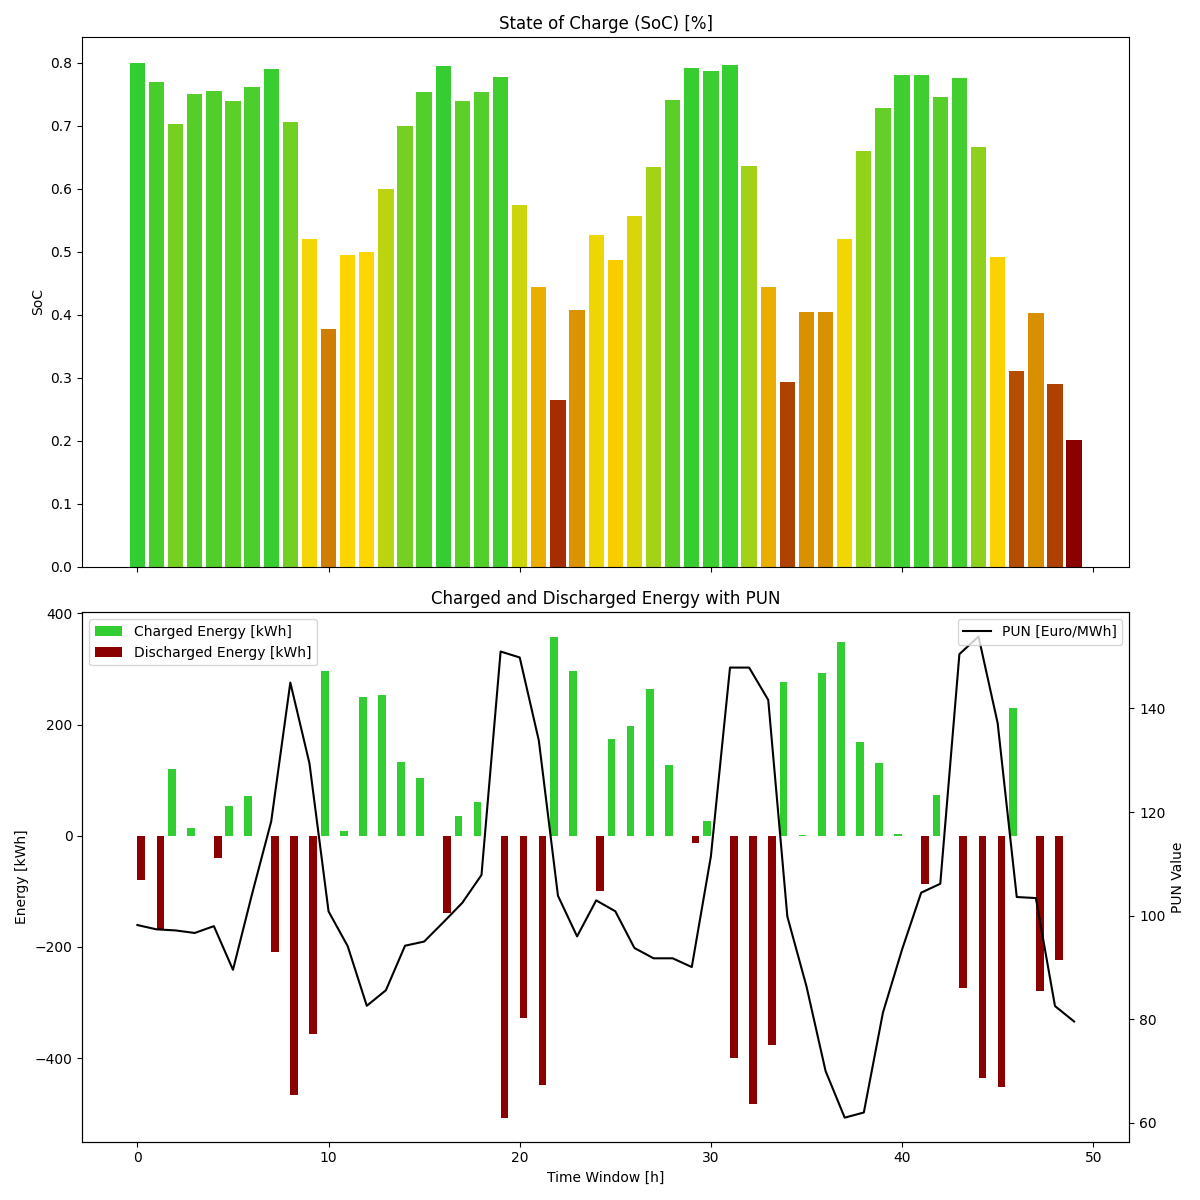 State of Charge (SoC) [%]
0.8
0.7
0.6
0.5
0.4
0.3
0.2
0.1
0.0
SoC
Charged and Discharged Energy with PUN
Charged Energy [kWh]
Discharged Energy [kWh]
PUN [Euro/MWh]
400
200
0
−200
−400
Energy [kWh]
140
120
100
80
60
PUN Value
0 10 20 30 40 50
Time Window [h]